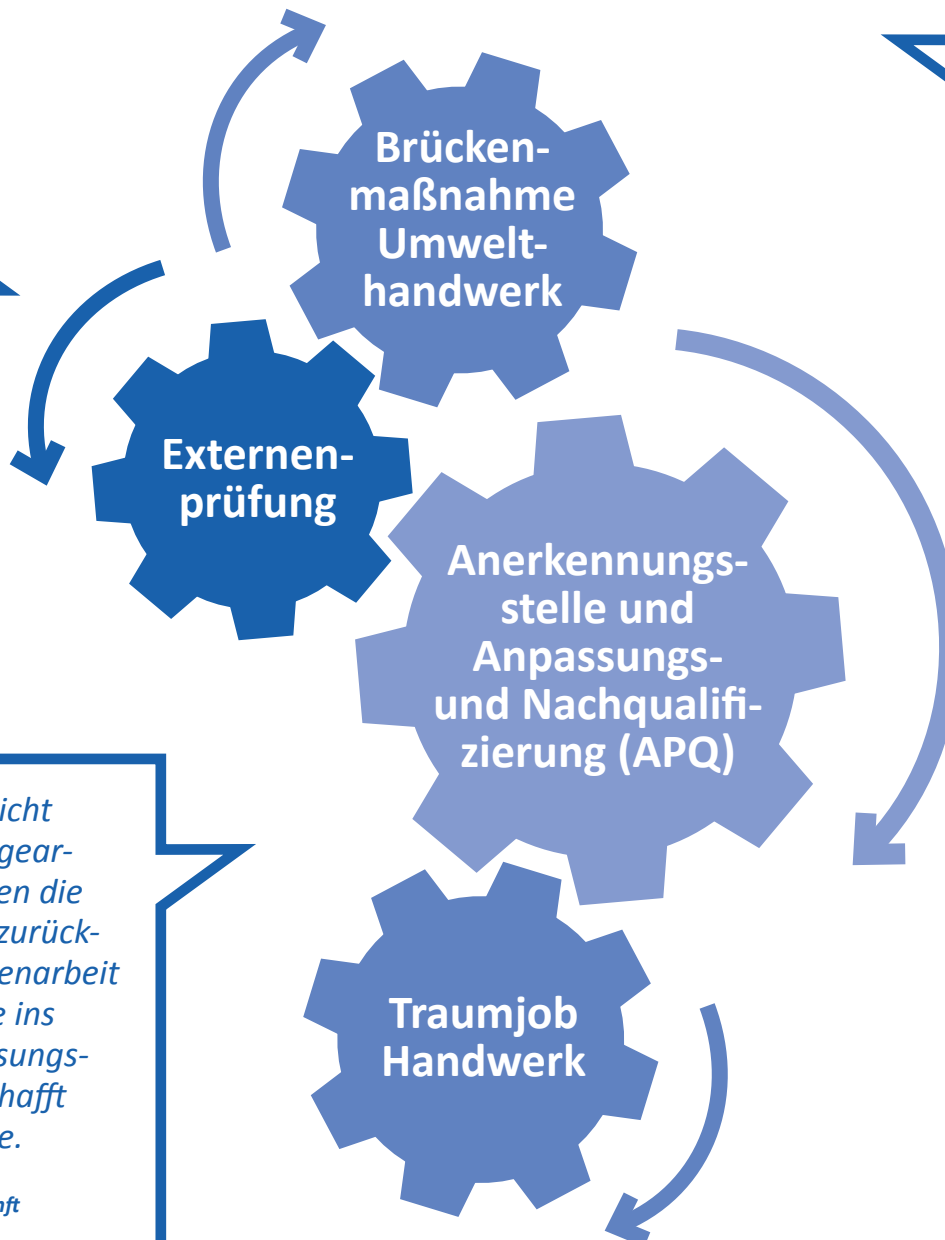 Brücken-
maßnahme
Umwelt-
handwerk
Externen-
prüfung
Anerkennungs-
stelle und
Anpassungs-
und Nachqualifi-
zierung (APQ)
Traumjob
Handwerk
icht
gear-
en die
zurück-
enarbeit
e ins
sungs-
hafft
e.
nft